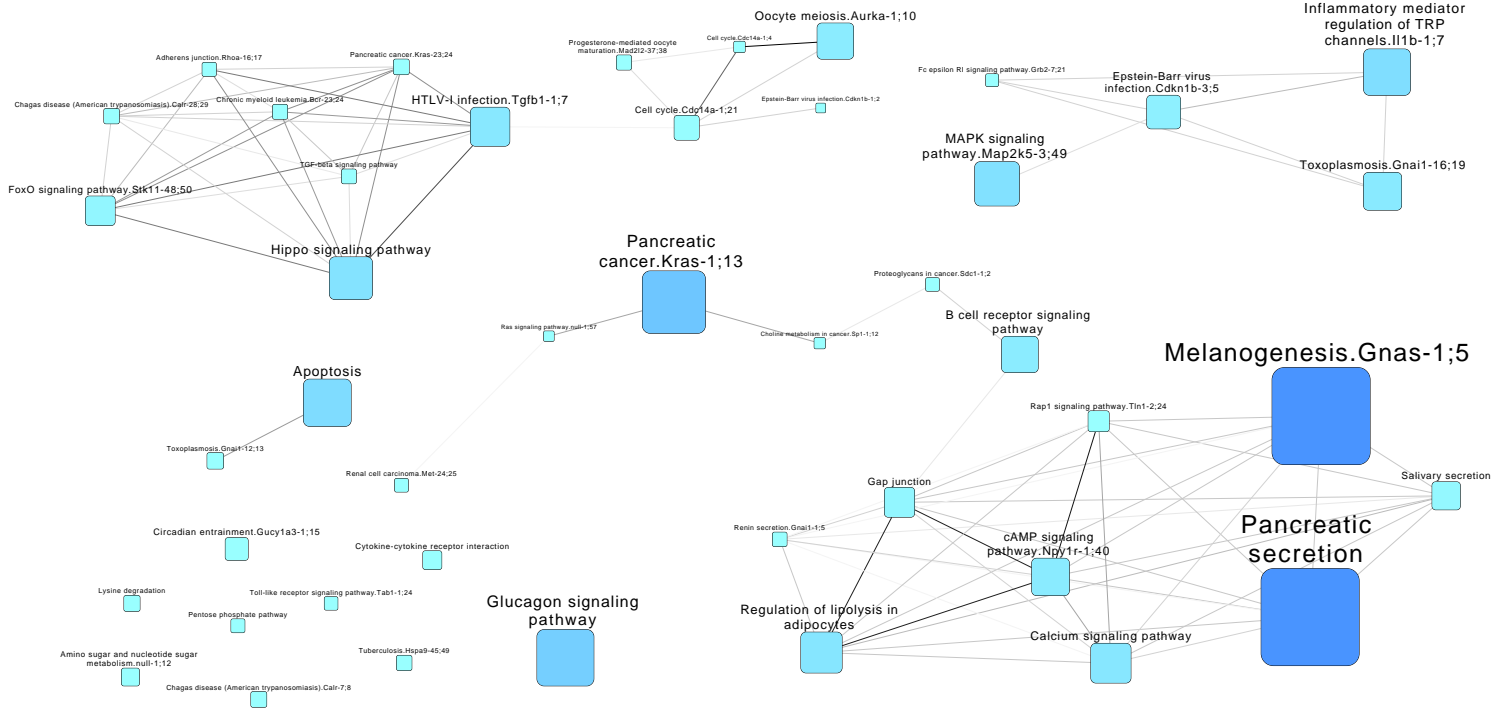 Inflammatory mediator
regulation of TRP
channels.Il1b-1;7
Oocyte meiosis.Aurka-1;10
Cell cycle.Cdc14a-1;4
Progesterone-mediated oocyte
maturation.Mad2l2-37;38
Adherens junction.Rhoa-16;17
Pancreatic cancer.Kras-23;24
Fc epsilon RI signaling pathway.Grb2-7;21
Epstein-Barr virus
infection.Cdkn1b-3;5
Chagas disease (American trypanosomiasis).Calr-28;29
Chronic myeloid leukemia.Bcr-23;24
HTLV-I infection.Tgfb1-1;7
Epstein-Barr virus infection.Cdkn1b-1;2
Cell cycle.Cdc14a-1;21
MAPK signaling
pathway.Map2k5-3;49
TGF-beta signaling pathway
Toxoplasmosis.Gnai1-16;19
FoxO signaling pathway.Stk11-48;50
Hippo signaling pathway
Pancreatic
cancer.Kras-1;13
Proteoglycans in cancer.Sdc1-1;2
B cell receptor signaling
pathway
Ras signaling pathway.null-1;57
Choline metabolism in cancer.Sp1-1;12
Melanogenesis.Gnas-1;5
Apoptosis
Rap1 signaling pathway.Tln1-2;24
Toxoplasmosis.Gnai1-12;13
Renal cell carcinoma.Met-24;25
Gap junction
Salivary secretion
Renin secretion.Gnai1-1;5
Pancreatic
secretion
Circadian entrainment.Gucy1a3-1;15
cAMP signaling
pathway.Npy1r-1;40
Cytokine-cytokine receptor interaction
Lysine degradation
Toll-like receptor signaling pathway.Tab1-1;24
Pentose phosphate pathway
Glucagon signaling
pathway
Regulation of lipolysis in
adipocytes
Calcium signaling pathway
Amino sugar and nucleotide sugar
metabolism.null-1;12
Tuberculosis.Hspa9-45;49
Chagas disease (American trypanosomiasis).Calr-7;8